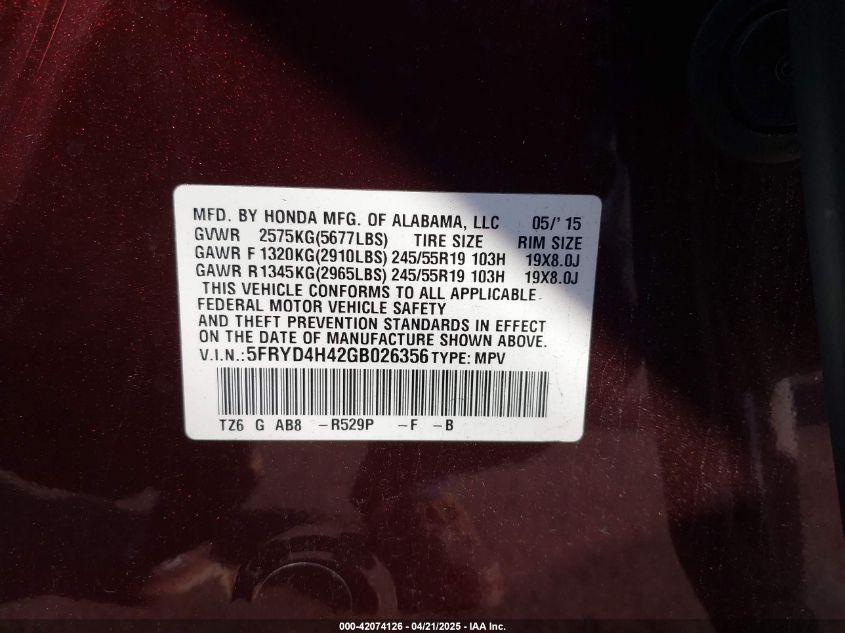 MFD. BY HONDA MFG. OF ALABAMA, LLC 05/' 15
GVWR 2575KG(5677LBS) TIRE SIZE RIM SIZE
GAWR F 1320KG(2910LBS) 245/55R19 103H 19X8.0J
GAWR R 1345KG(2965LBS) 245/55R19 103H 19X8.0J
THIS VEHICLE CONFORMS TO ALL APPLICABLE
FEDERAL MOTOR VEHICLE SAFETY
AND THEFT PREVENTION STANDARDS IN EFFECT
ON THE DATE OF MANUFACTURE SHOWN ABOVE.
V.I.N.: 5FRYD4H42GB026356 TYPE: MPV
TZ6 G AB8 -R529P -F -B
000-42074126 - 04/21/2025 - IAA Inc.